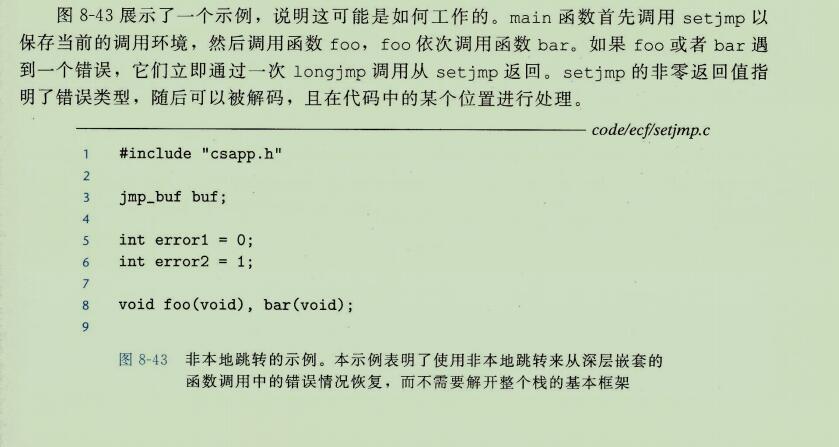 图 8-43 展示了一个示例，说明这可能是如何工作的。main 函数首先调用 setjmp 以
保存当前的调用环境，然后调用函数 foo，foo 依次调用函数 bar。如果 foo 或者 bar 遇
到一个错误，它们立即通过一次 longjmp 调用从 setjmp 返回。setjmp 的非零返回值指
明了错误类型，随后可以被解码，且在代码中的某个位置进行处理。
code/ecf/setjmp.c
1 #include "csapp.h"
2
3 jmp_buf buf;
4
5 int error1 = 0;
6 int error2 = 1;
7
8 void foo(void), bar(void);
9
图 8-43 非本地跳转的示例。本示例表明了使用非本地跳转来从深层嵌套的
函数调用中的错误情况恢复，而不需要解开整个栈的基本框架